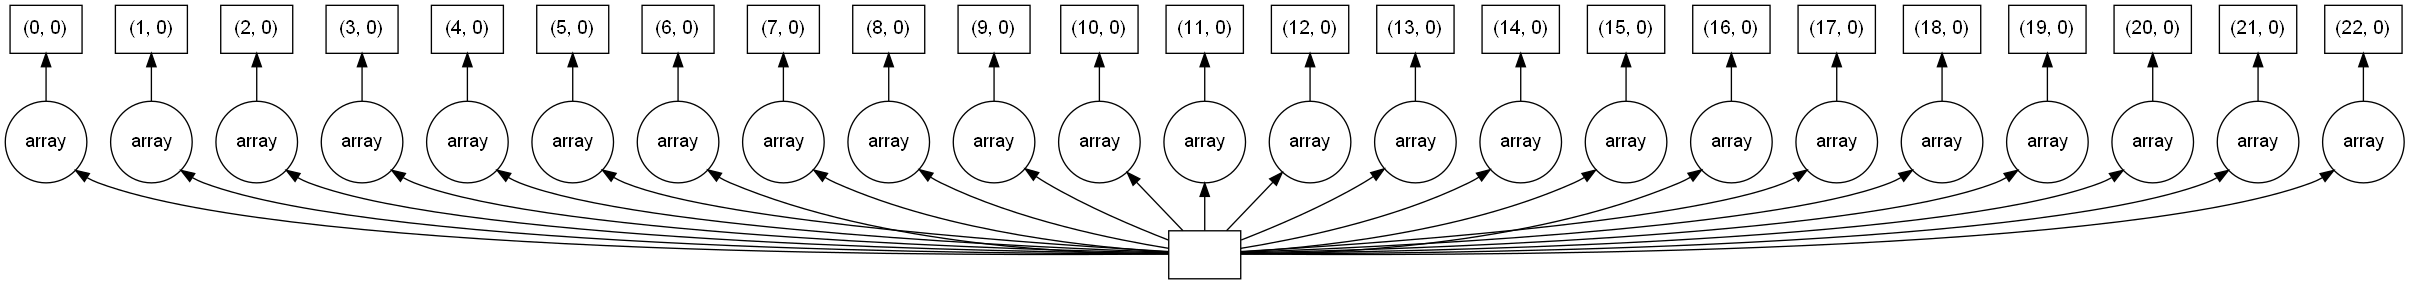 (0, 0) (1, 0) (2, 0) (3, 0) (4, 0) (5, 0) (6, 0) (7, 0) (8, 0) (9, 0) (10, 0) (11, 0) (12, 0) (13, 0) (14, 0) (15, 0) (16, 0) (17, 0) (18, 0) (19, 0) (20, 0) (21, 0) (22, 0)
array array array array array array array array array array array array array array array array array array array array array array array